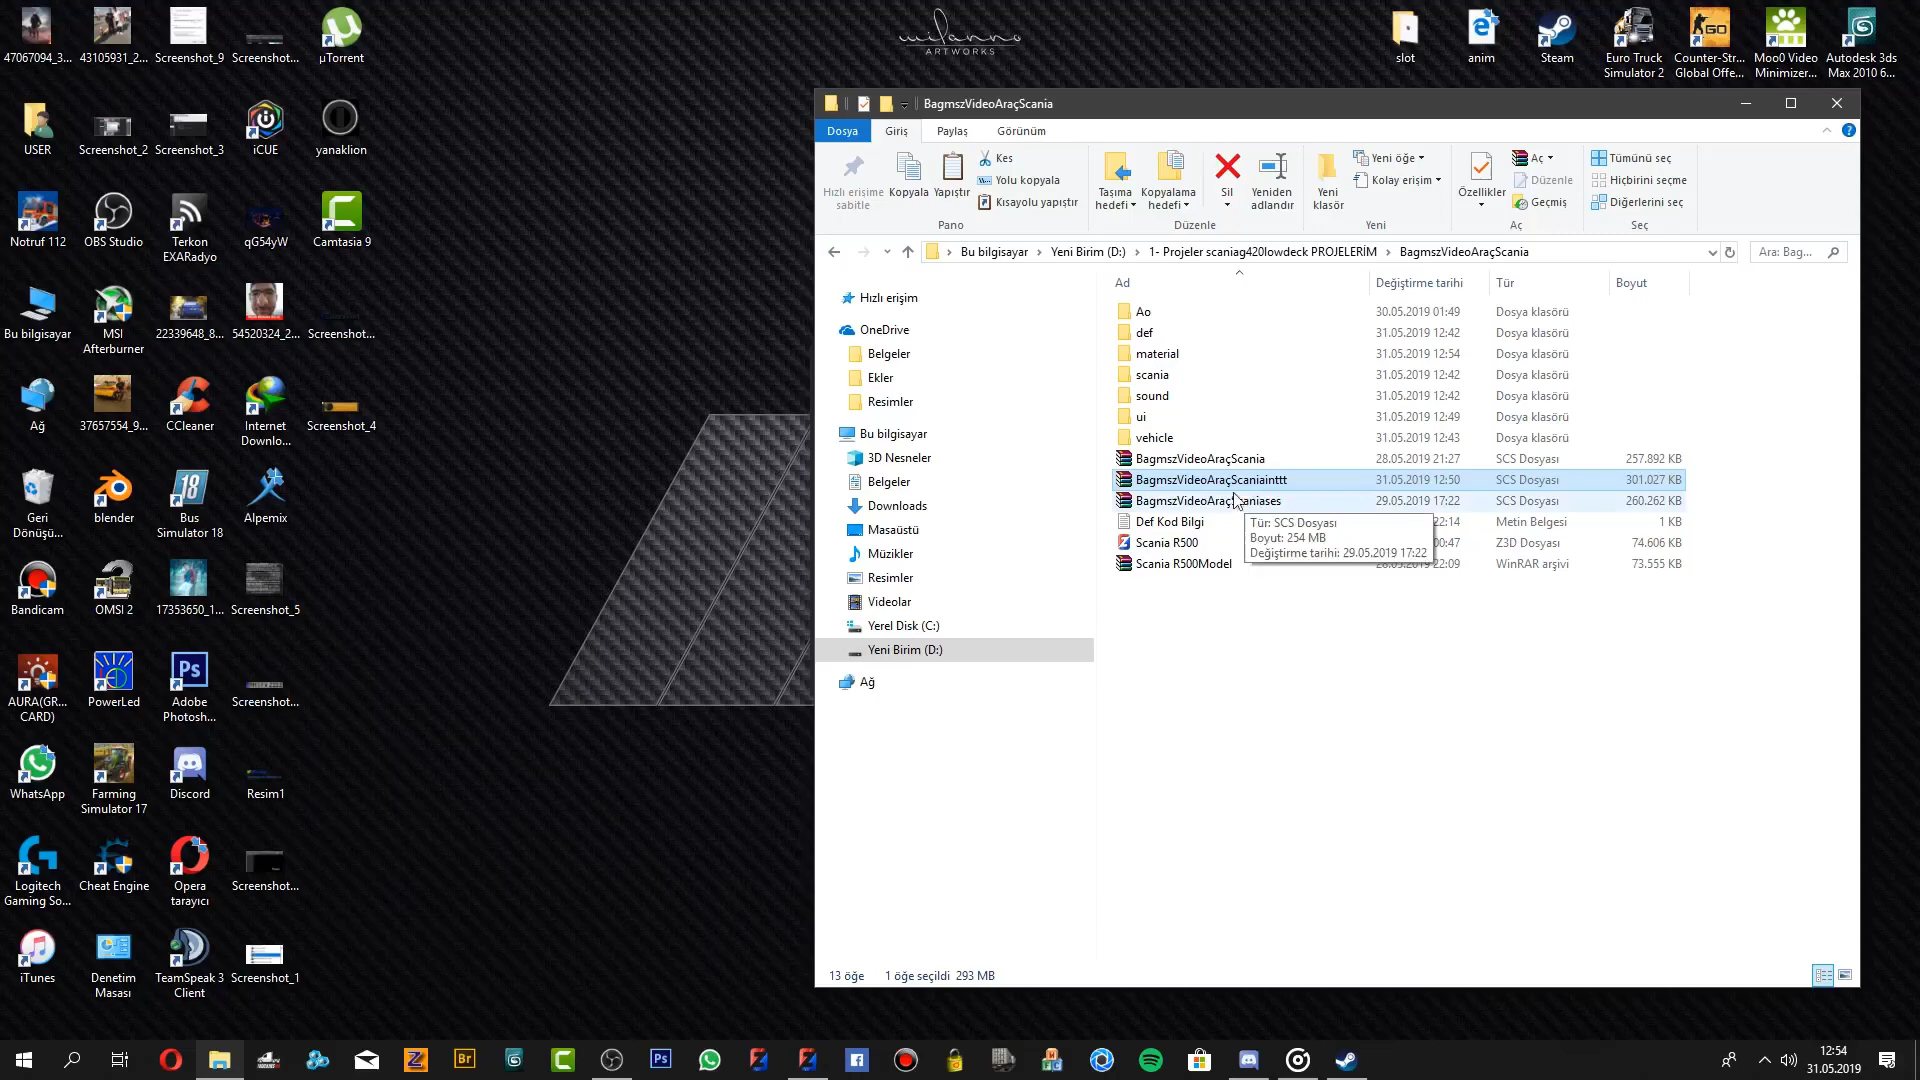 47067094_3...
43105931_2...
Screenshot_9
Screenshot...
µTorrent
milanno
ARTWORKS
slot
anim
Steam
Euro Truck
Simulator 2
Counter-Str...
Global Offe...
Moo0 Video
Minimizer...
Autodesk 3ds
Max 2010 6...
USER
Screenshot_2
Screenshot_3
iCUE
yanaklion
Notruf 112
OBS Studio
Terkon
EXARadyo
qG54yW
Camtasia 9
Bu bilgisayar
MSI
Afterburner
22339648_8...
54520324_2...
Screenshot...
Ağ
37657554_9...
CCleaner
Internet
Downlo...
Screenshot_4
Geri
Dönüşü...
blender
Bus
Simulator 18
Alpemix
Bandicam
OMSI 2
17353650_1...
Screenshot_5
AURA(GR...
CARD)
PowerLed
Adobe
Photosh...
Screenshot...
WhatsApp
Farming
Simulator 17
Discord
Resim1
Logitech
Gaming So...
Cheat Engine
Opera
tarayıcı
Screenshot...
iTunes
Denetim
Masası
TeamSpeak 3
Client
Screenshot_1
BagmszVideoAraçScania
Dosya
Giriş
Paylaş
Görünüm
Hızlı erişime
sabitle
Kopyala
Yapıştır
Kes
Yolu kopyala
Kısayolu yapıştır
Pano
Taşıma
hedefi
Kopyalama
hedefi
Sil
Yeniden
adlandır
Düzenle
Yeni
klasör
Yeni öğe
Kolay erişim
Yeni
Özellikler
Aç
Düzenle
Geçmiş
Aç
Tümünü seç
Hiçbirini seçme
Diğerlerini seç
Seç
Bu bilgisayar
Yeni Birim (D:)
1- Projeler scaniag420lowdeck PROJELERİM
BagmszVideoAraçScania
Ara: Bag...
Hızlı erişim
OneDrive
Belgeler
Ekler
Resimler
Bu bilgisayar
3D Nesneler
Belgeler
Downloads
Masaüstü
Müzikler
Resimler
Videolar
Yerel Disk (C:)
Yeni Birim (D:)
Ağ
Ad Değiştirme tarihi Tür Boyut
Ao 30.05.2019 01:49 Dosya klasörü
def 31.05.2019 12:42 Dosya klasörü
material 31.05.2019 12:54 Dosya klasörü
scania 31.05.2019 12:42 Dosya klasörü
sound 31.05.2019 12:42 Dosya klasörü
ui 31.05.2019 12:49 Dosya klasörü
vehicle 31.05.2019 12:43 Dosya klasörü
BagmszVideoAraçScania 28.05.2019 21:27 SCS Dosyası 257.892 KB
BagmszVideoAraçScaniainttt 31.05.2019 12:50 SCS Dosyası 301.027 KB
BagmszVideoAraçScaniases 29.05.2019 17:22 SCS Dosyası 260.262 KB
Def Kod Bilgi 22:14 Metin Belgesi 1 KB
Scania R500 00:47 Z3D Dosyası 74.606 KB
Scania R500Model 28.05.2019 22:09 WinRAR arşivi 73.555 KB
Tür: SCS Dosyası
Boyut: 254 MB
Değiştirme tarihi: 29.05.2019 17:22
13 öğe
1 öğe seçildi 293 MB
12:54
31.05.2019